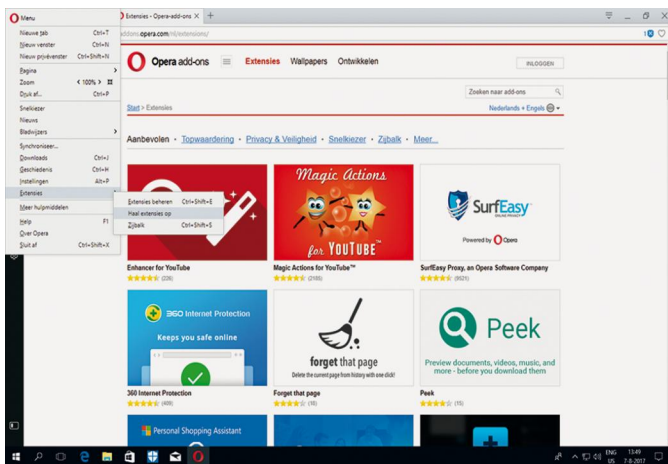 Menu
Nieuwe tab Ctrl+T
Nieuw venster Ctrl+N
Nieuw privévenster Ctrl+Shift+N
Pagina
Zoom < 100% >
Druk af... Ctrl+P
Snelkiezer
Nieuws
Bladwijzers
Synchroniseer...
Downloads Ctrl+J
Geschiedenis Ctrl+H
Instellingen Alt+P
Extensies
Meer hulpmiddelen
Help F1
Over Opera
Sluit af Ctrl+Shift+X
Extensies beheren Ctrl+Shift+E
Haal extensies op
Zijbalk Ctrl+Shift+S
Extensies - Opera-add-ons
addons.opera.com/nl/extensions/
Opera add-ons
Extensies Wallpapers Ontwikkelen
INLOGGEN
Zoeken naar add-ons
Start > Extensies
Nederlands + Engels
Aanbevolen • Topwaardering • Privacy & Veiligheid • Snelkiezer • Zijbalk • Meer...
Magic Actions
for YOUTUBE™
SurfEasy
Powered by Opera
Enhancer for YouTube
(226)
Magic Actions for YouTube™
SurfEasy Proxy, an Opera Software Company
360 Internet Protection
Keeps you safe online
forget that page
Delete the current page from history with one click!
Peek
Preview documents, videos, music, and
more - before you download them
360 Internet Protection
(409)
Forget that page
(16)
Peek
(15)
Personal Shopping Assistant
ENG
US
13:49
7-8-2017